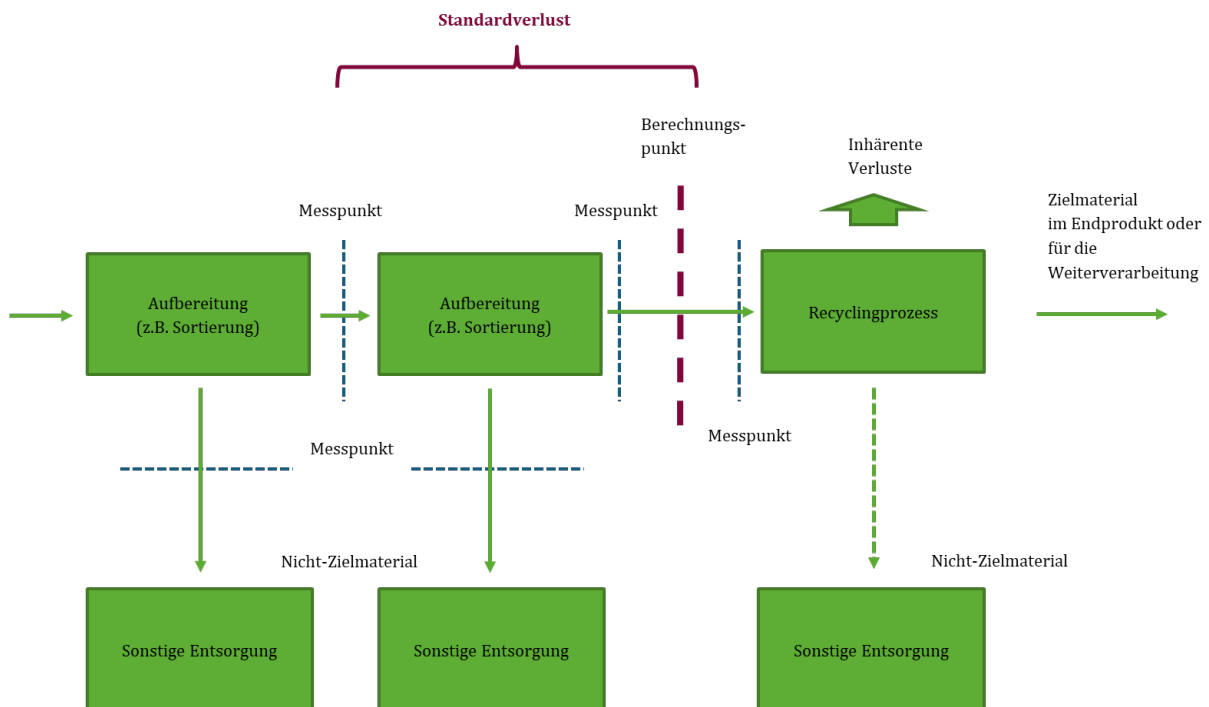 Standardverlust
Berechnungs-
punkt
Inhärente
Verluste
Messpunkt
Messpunkt
Zielmaterial
im Endprodukt oder
für die
Weiterverarbeitung
Aufbereitung
(z.B. Sortierung)
Aufbereitung
(z.B. Sortierung)
Recyclingprozess
Messpunkt
Messpunkt
Nicht-Zielmaterial
Nicht-Zielmaterial
Sonstige Entsorgung
Sonstige Entsorgung
Sonstige Entsorgung